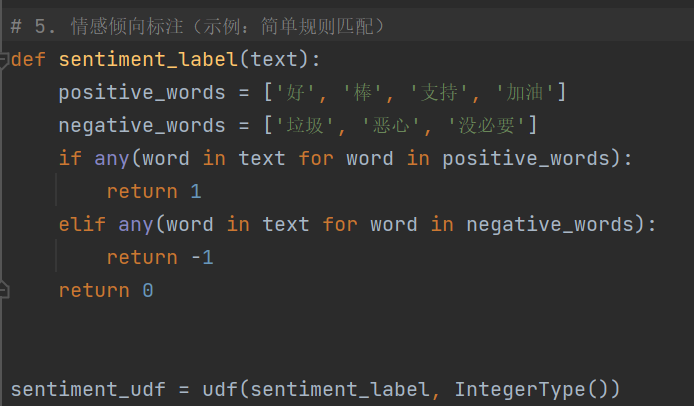 # 5. 情感倾向标注（示例：简单规则匹配）
def sentiment_label(text):
    positive_words = ['好', '棒', '支持', '加油']
    negative_words = ['垃圾', '恶心', '没必要']
    if any(word in text for word in positive_words):
        return 1
    elif any(word in text for word in negative_words):
        return -1
    return 0
sentiment_udf = udf(sentiment_label, IntegerType())